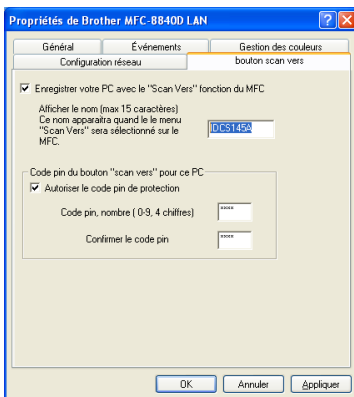 Propriétés de Brother MFC-8840D LAN
Général
Événements
Gestion des couleurs
Configuration réseau
bouton scan vers
Enregistrer votre PC avec le "Scan Vers" fonction du MFC
Afficher le nom (max 15 caractères)
Ce nom apparaitra quand le le menu
"Scan Vers" sera sélectionné sur le
MFC.
IDCS145A
Code pin du bouton "scan vers" pour ce PC
Autoriser le code pin de protection
Code pin, nombre ( 0-9, 4 chiffres)
****
Confirmer le code pin
****
OK
Annuler
Appliquer